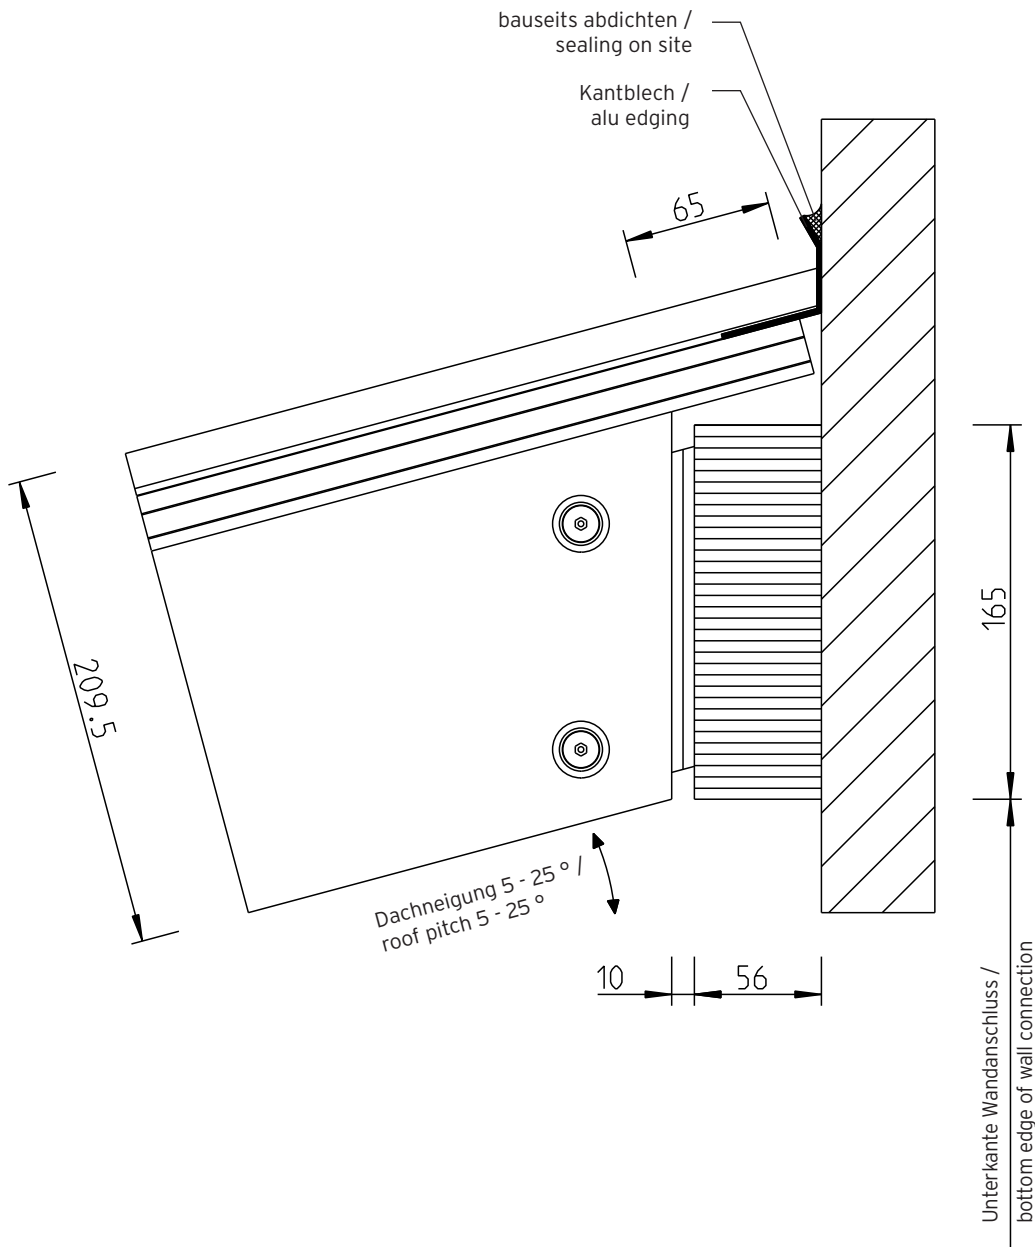 bauseits abdichten /
sealing on site
Kantblech /
alu edging
65
165
209.5
Dachneigung 5 - 25 ° /
roof pitch 5 - 25 °
10
56
Unterkante Wandanschluss /
bottom edge of wall connection